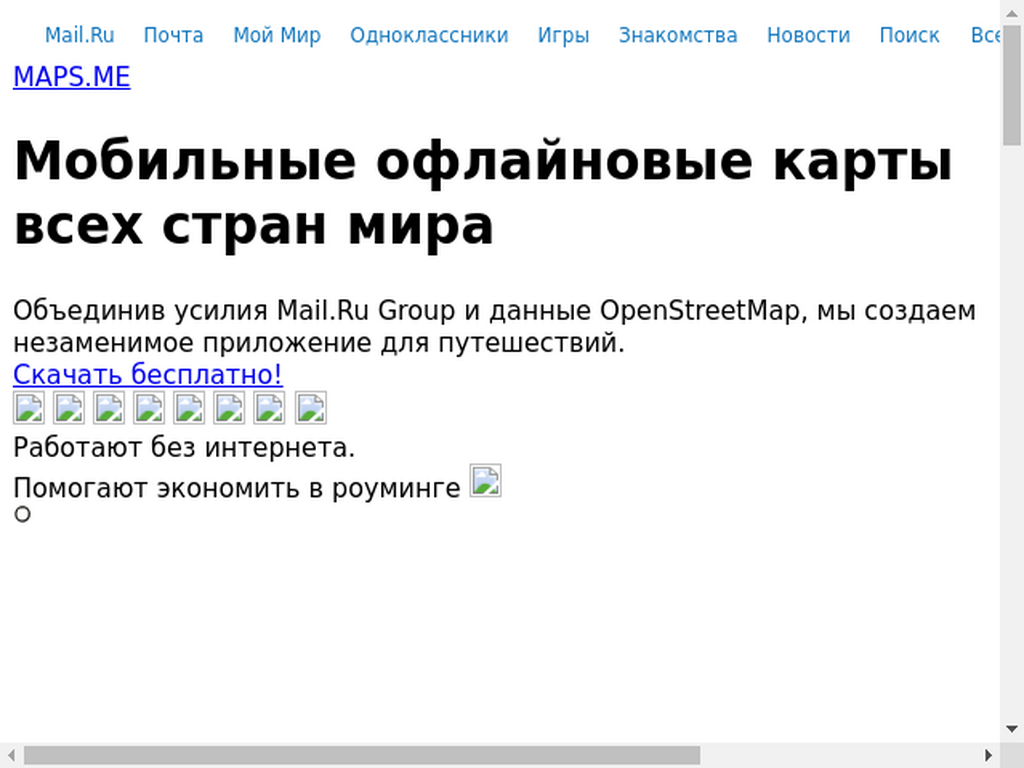 Mail.Ru Почта Мой Мир Одноклассники Игры Знакомства Новости Поиск Все
MAPS.ME
Мобильные офлайновые карты
всех стран мира
Объединив усилия Mail.Ru Group и данные OpenStreetMap, мы создаем
незаменимое приложение для путешествий.
Скачать бесплатно!
Работают без интернета.
Помогают экономить в роуминге